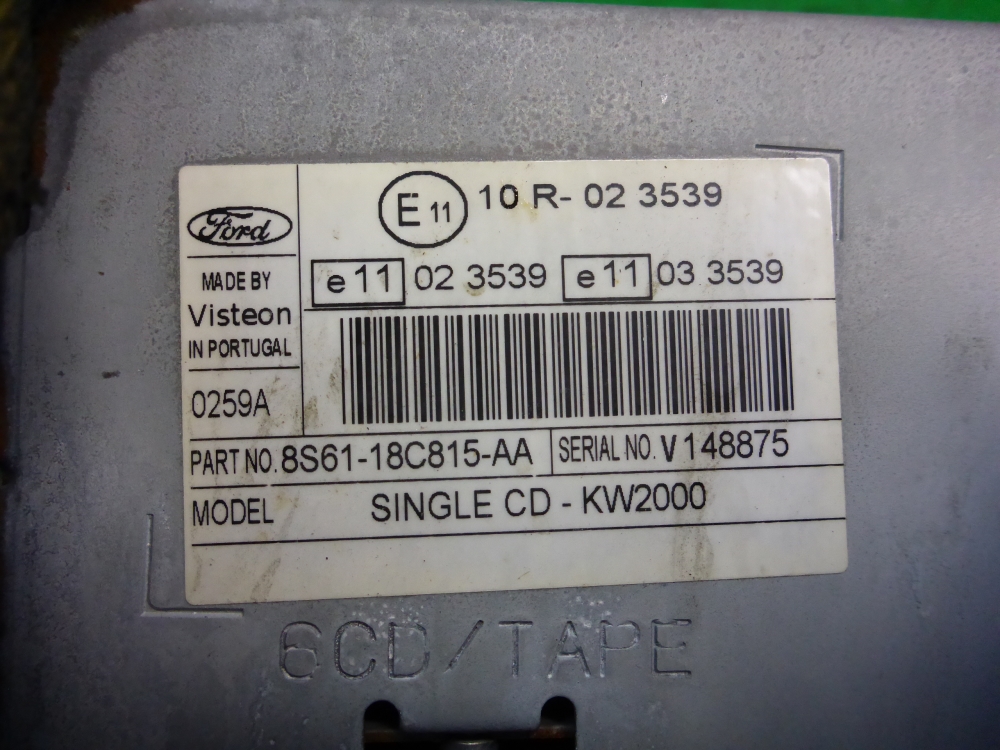 E 11 10 R- 02 3539
Ford
e 11 02 3539 e 11 03 3539
MADE BY
Visteon
IN PORTUGAL
0259A
PART NO. 8S61-18C815-AA SERIAL NO. V148875
MODEL SINGLE CD - KW2000
6CD/TAPE